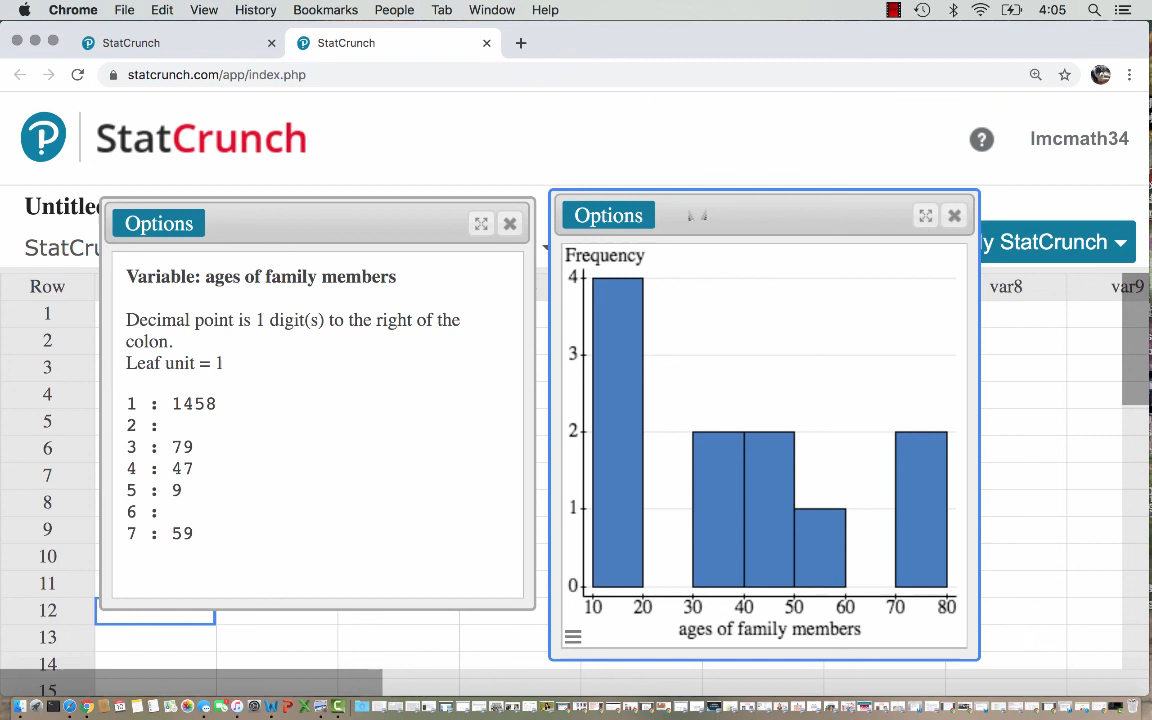 Chrome File Edit View History Bookmarks People Tab Window Help 4:05
StatCrunch StatCrunch
statcrunch.com/app/index.php
P StatCrunch ? lmcmath34
Untitle
StatCru
y StatCrunch
Row var8 var9
1
2
3
4
5
6
7
8
9
10
11
12
13
14
15
Options
Variable: ages of family members
Decimal point is 1 digit(s) to the right of the
colon.
Leaf unit = 1
1 : 1458
2 :
3 : 79
4 : 47
5 : 9
6 :
7 : 59
Options
Frequency
4
3
2
1
0
10 20 30 40 50 60 70 80
ages of family members